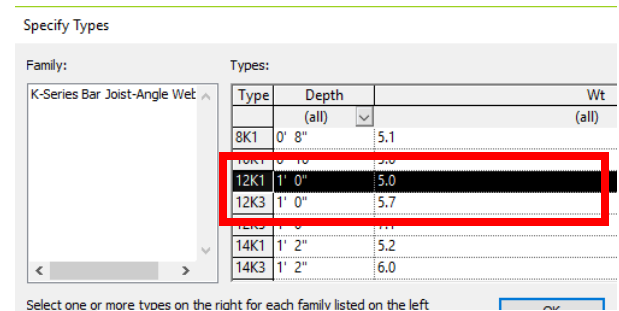 Specify Types
Family: Types:
K-Series Bar Joist-Angle Wet Type Depth Wt
(all) (all)
8K1 0' 8" 5.1
12K1 1' 0" 5.0
12K3 1' 0" 5.7
14K1 1' 2" 5.2
14K3 1' 2" 6.0
Select one or more types on the right for each family listed on the left